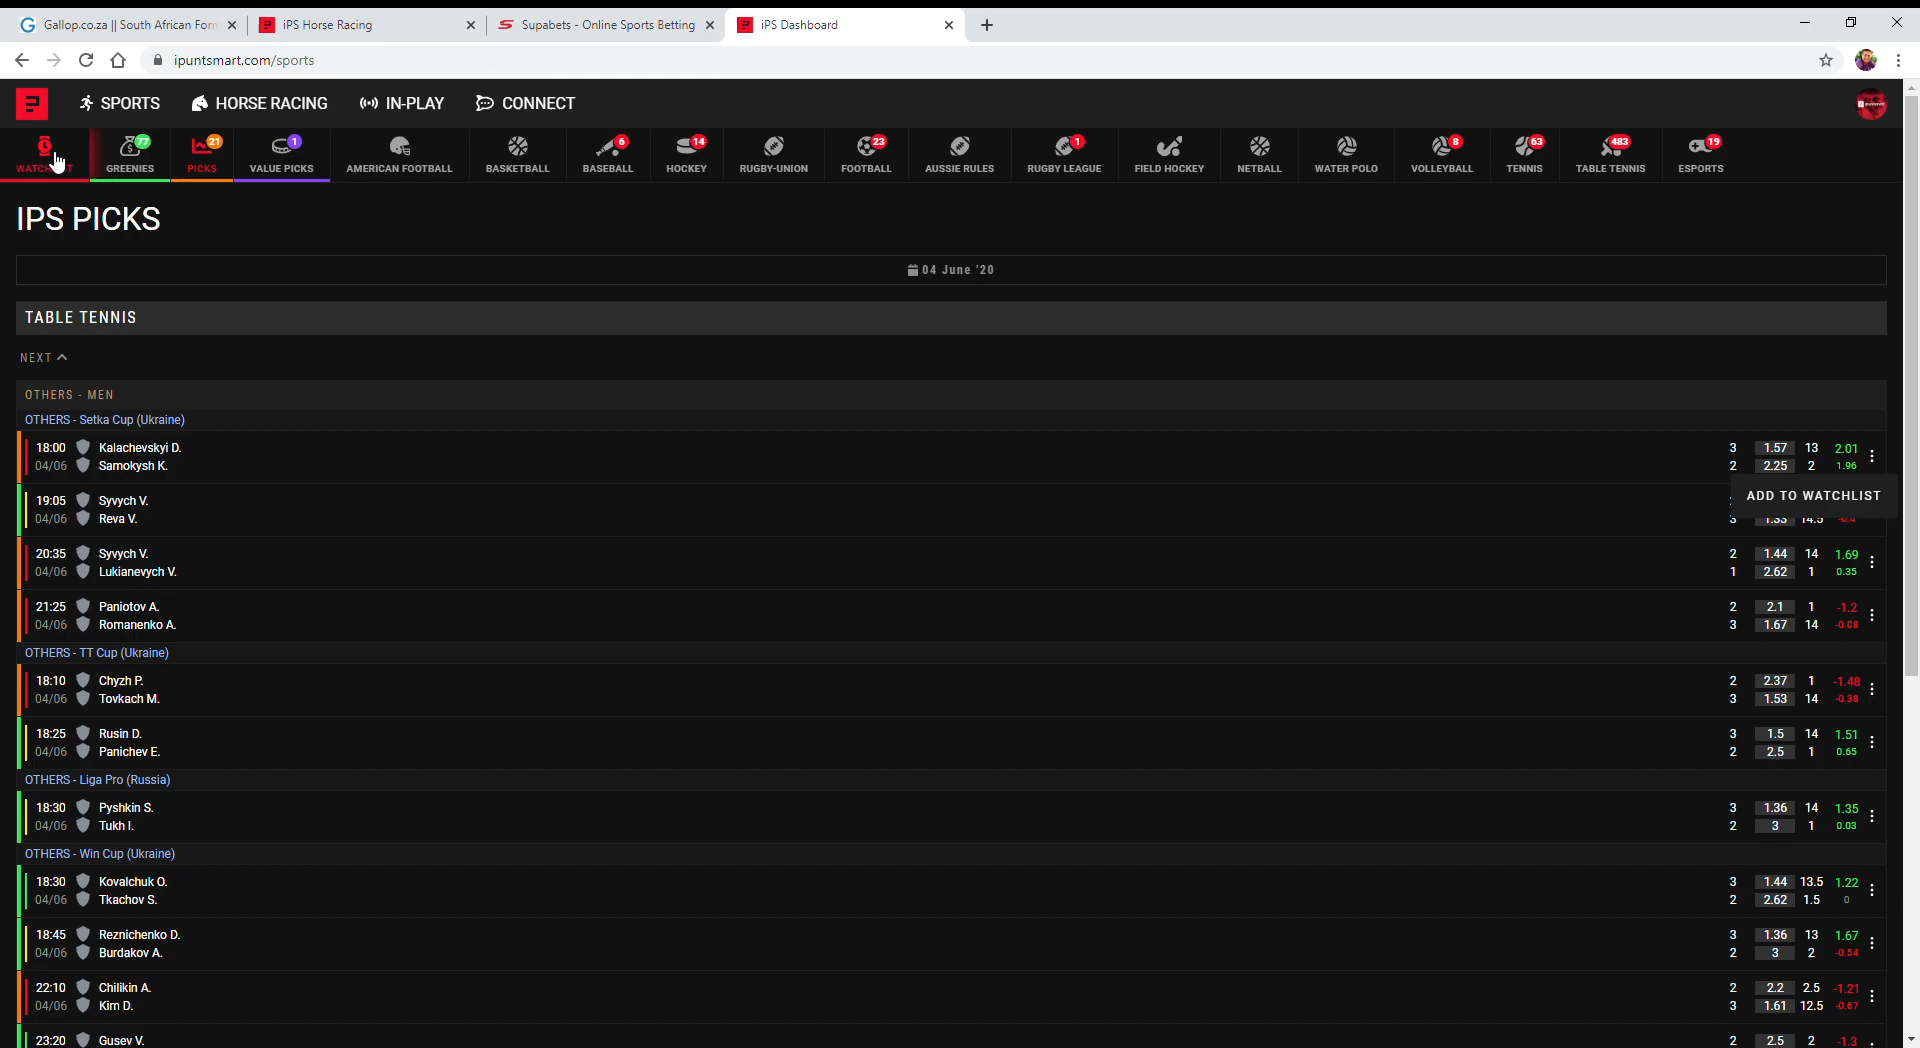 Gallop.co.za || South African Form
iPS Horse Racing
Supabets - Online Sports Betting
iPS Dashboard
ipuntsmart.com/sports
SPORTS
HORSE RACING
IN-PLAY
CONNECT
77
21
1
6
14
23
1
8
63
483
19
GREENIES
PICKS
VALUE PICKS
AMERICAN FOOTBALL
BASKETBALL
BASEBALL
HOCKEY
RUGBY-UNION
FOOTBALL
AUSSIE RULES
RUGBY LEAGUE
FIELD HOCKEY
NETBALL
WATER POLO
VOLLEYBALL
TENNIS
TABLE TENNIS
ESPORTS
IPS PICKS
04 June '20
TABLE TENNIS
NEXT
OTHERS - MEN
OTHERS - Setka Cup (Ukraine)
18:00 Kalachevskyi D. 3 1.57 13 2.01
04/06 Samokysh K. 2 2.25 2 1.96
ADD TO WATCHLIST
19:05 Syvych V.
04/06 Reva V. 3 1.33 14.5 -0.4
20:35 Syvych V. 2 1.44 14 1.69
04/06 Lukianevych V. 1 2.62 1 0.35
21:25 Paniotov A. 2 2.1 1 -1.2
04/06 Romanenko A. 3 1.67 14 -0.08
OTHERS - TT Cup (Ukraine)
18:10 Chyzh P. 2 2.37 1 -1.48
04/06 Tovkach M. 3 1.53 14 -0.38
18:25 Rusin D. 3 1.5 14 1.51
04/06 Panichev E. 2 2.5 1 0.65
OTHERS - Liga Pro (Russia)
18:30 Pyshkin S. 3 1.36 14 1.35
04/06 Tukh I. 2 3 1 0.03
OTHERS - Win Cup (Ukraine)
18:30 Kovalchuk O. 3 1.44 13.5 1.22
04/06 Tkachov S. 2 2.62 1.5 0
18:45 Reznichenko D. 3 1.36 13 1.67
04/06 Burdakov A. 2 3 2 -0.54
22:10 Chilikin A. 2 2.2 2.5 -1.21
04/06 Kim D. 3 1.61 12.5 -0.67
23:20 Gusev V. 2 2.5 2 -1.3